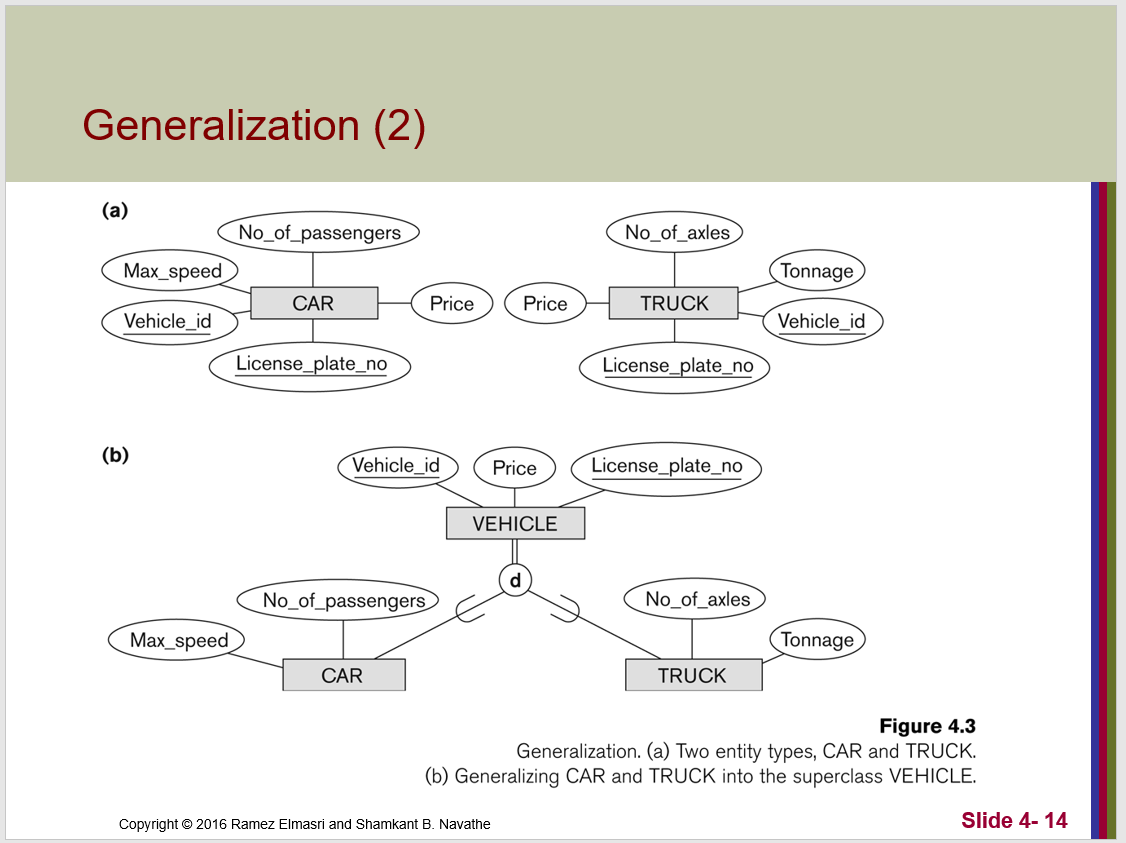 Generalization (2)
(a)
No_of_passengers
No_of_axles
Max_speed
Tonnage
CAR
Price
Price
TRUCK
Vehicle_id
Vehicle_id
License_plate_no
License_plate_no
(b)
Vehicle_id
Price
License_plate_no
VEHICLE
d
No_of_passengers
No_of_axles
Max_speed
Tonnage
CAR
TRUCK
Figure 4.3
Generalization. (a) Two entity types, CAR and TRUCK.
(b) Generalizing CAR and TRUCK into the superclass VEHICLE.
Copyright © 2016 Ramez Elmasri and Shamkant B. Navathe
Slide 4- 14